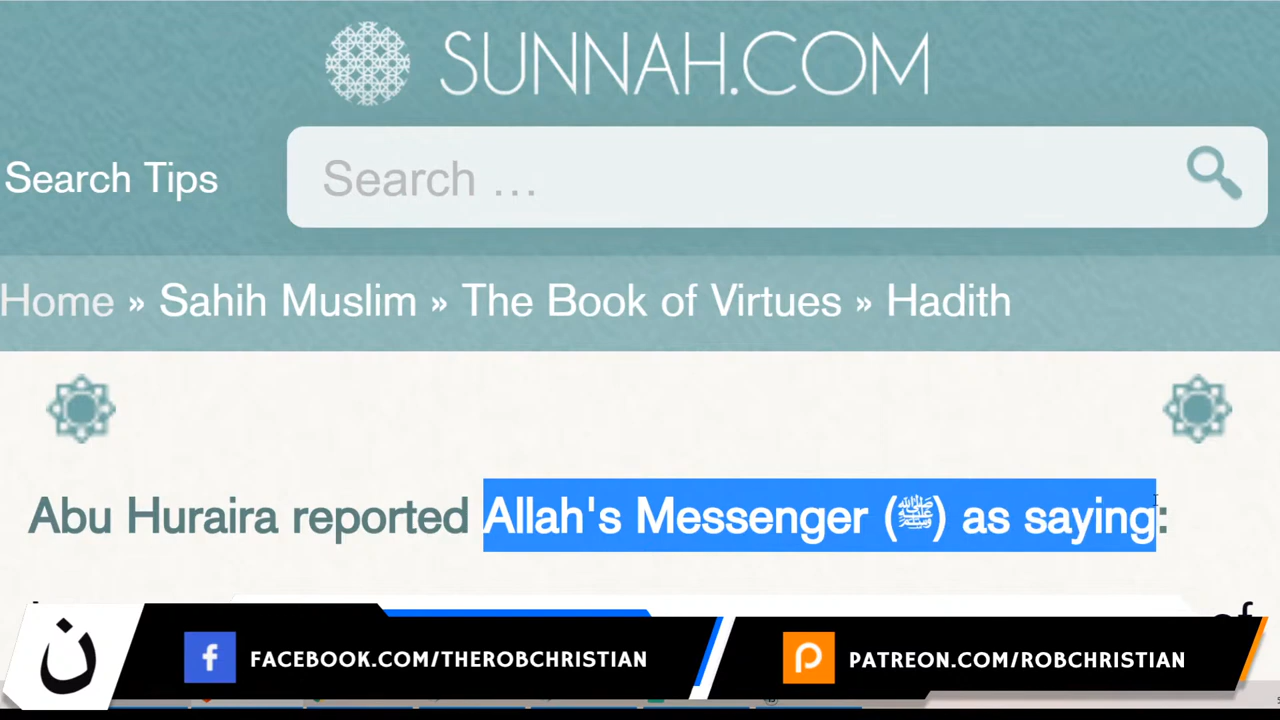 SUNNAH.COM
Search Tips
Search ...
Home » Sahih Muslim » The Book of Virtues » Hadith
Abu Huraira reported Allah's Messenger (ﷺ) as saying:
of
ن
f FACEBOOK.COM/THEROBCHRISTIAN
PATREON.COM/ROBCHRISTIAN